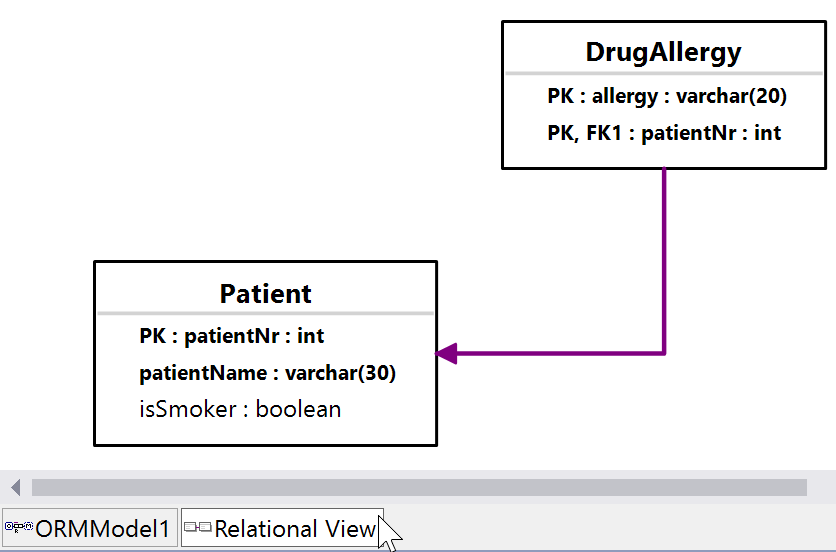 DrugAllergy
PK : allergy : varchar(20)
PK, FK1 : patientNr : int
Patient
PK : patientNr : int
patientName : varchar(30)
isSmoker : boolean
ORMModel1
Relational View